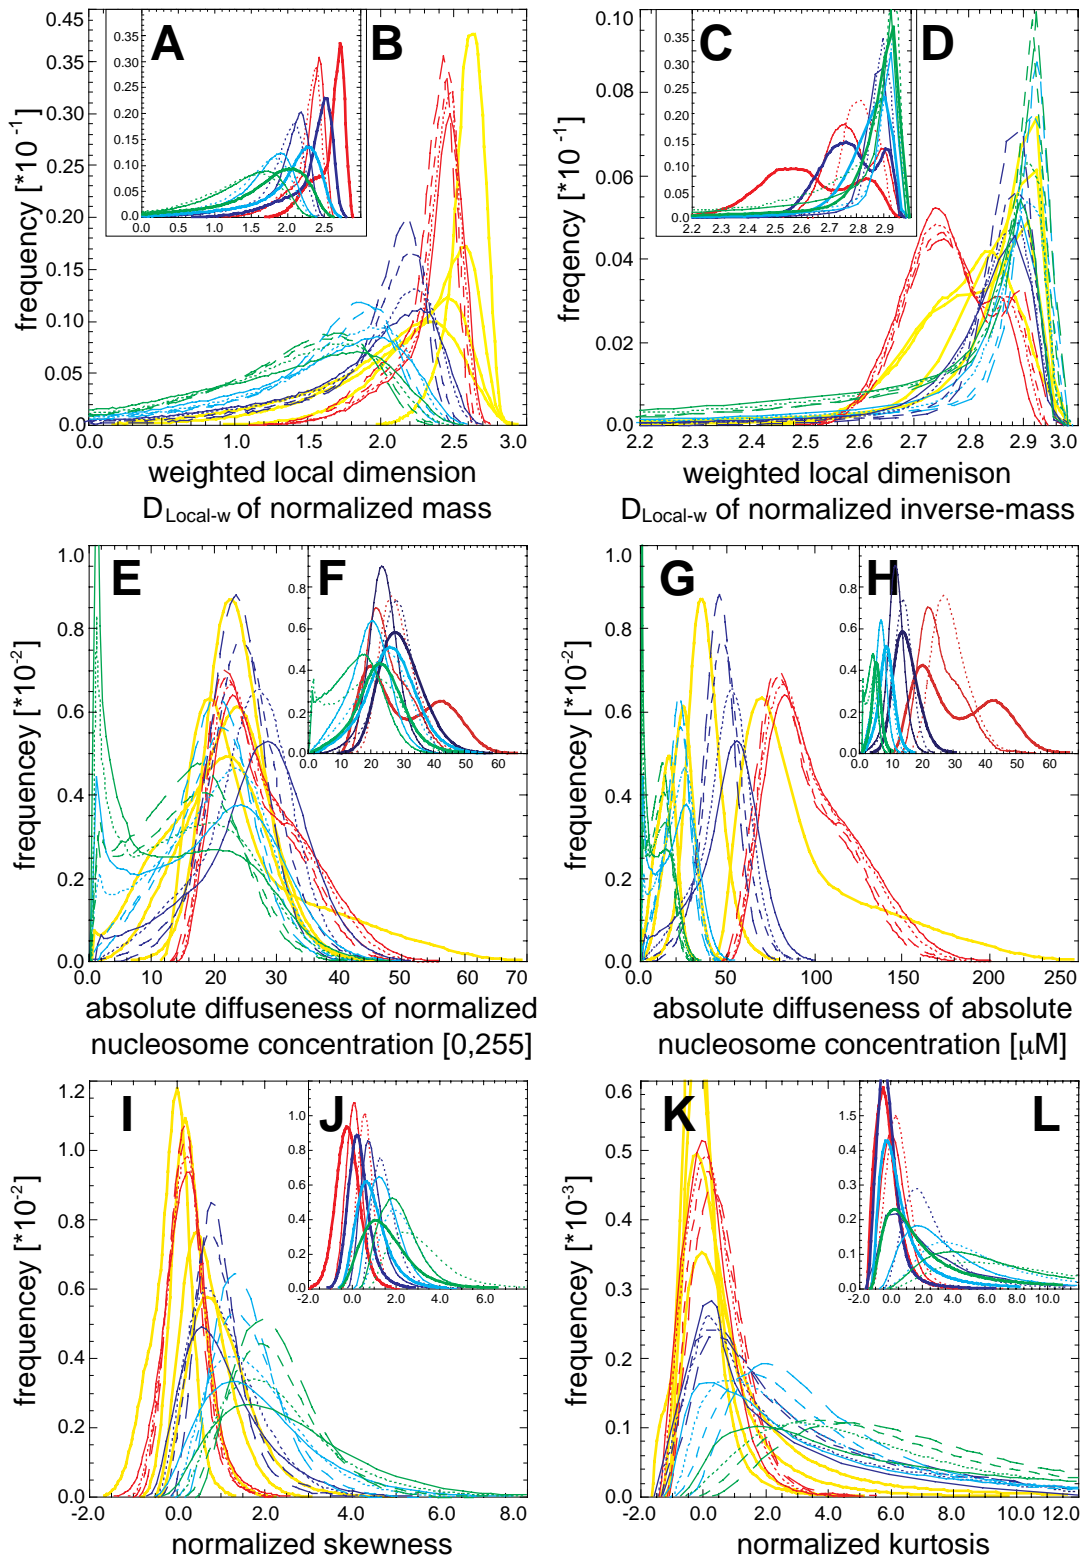 A
B
0.45
0.35
0.30
0.25
0.20
0.15
0.10
0.05
0.0
frequency [*10⁻¹]
0.35
0.30
0.25
0.20
0.15
0.10
0.05
0.0
0.0 0.5 1.0 1.5 2.0 2.5
0.0 1.0 1.5 2.0 2.5 3.0
weighted local dimension
D_Local-w of normalized mass
C
D
0.10
0.08
0.06
0.04
0.02
0.0
freqency [*10⁻¹]
0.35
0.30
0.25
0.20
0.15
0.10
0.05
0.0
2.2 2.3 2.4 2.5 2.6 2.7 2.8 2.9
2.2 2.4 2.6 2.7 2.8 2.9 3.0
weighted local dimenison
D_Local-w of normalized inverse-mass
E
F
1.0
0.8
0.6
0.4
0.2
0.0
frequencey [*10⁻²]
0.8
0.6
0.4
0.2
0.0
0.0 10 20 30 40 60
0.0 10 20 30 40 50 60 70
absolute diffuseness of normalized
nucleosome concentration [0,255]
G
H
1.0
0.8
0.6
0.4
0.2
0.0
frequencey [*10⁻²]
0.8
0.6
0.4
0.2
0.0
0.0 10 20 30 40 60
0.0 50 100 150 200 250
absolute diffuseness of absolute
nucleosome concentration [μM]
I
J
1.2
1.0
0.8
0.6
0.4
0.2
0.0
frequencey [*10⁻²]
1.0
0.8
0.6
0.4
0.2
0.0
-2.0 0.0 2.0 4.0 6.0
-2.0 0.0 2.0 4.0 6.0 8.0
normalized skewness
K
L
0.6
0.5
0.4
0.3
0.2
0.1
0.0
frequencey [*10⁻³]
1.5
0.3
0.2
0.1
0.0
-2.0 0.0 2.0 4.0 6.0 8.0 10.0
-2.0 0.0 2.0 4.0 6.0 8.0 10.0 12.0
normalized kurtosis